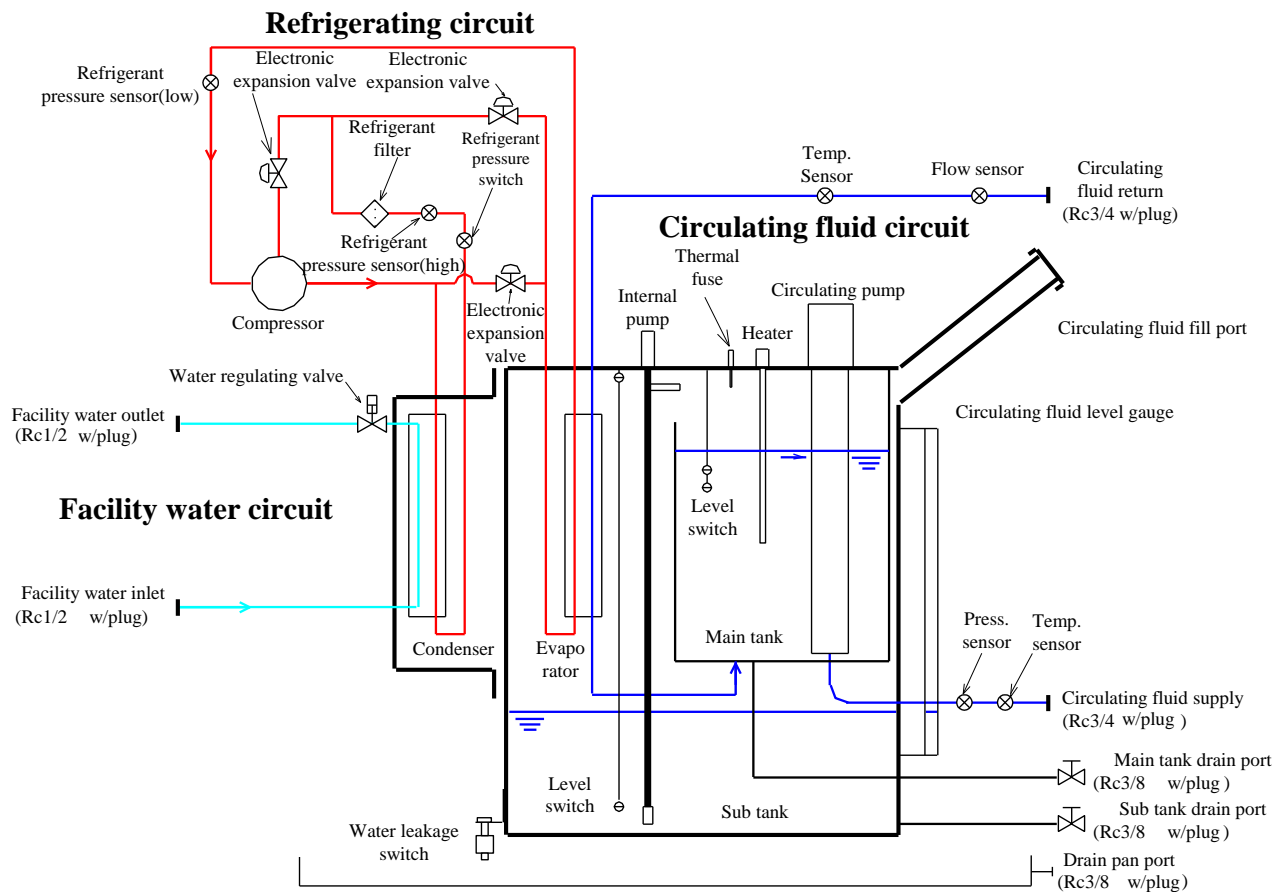 Refrigerating circuit
Electronic
expansion valve
Electronic
expansion valve
Refrigerant
pressure sensor(low)
Refrigerant
filter
Refrigerant
pressure
switch
Refrigerant
pressure sensor(high)
Compressor
Electronic
expansion
valve
Temp.
Sensor
Flow sensor
Circulating
fluid return
(Rc3/4 w/plug)
Circulating fluid circuit
Thermal
fuse
Internal
pump
Heater
Circulating pump
Circulating fluid fill port
Circulating fluid level gauge
Water regulating valve
Facility water outlet
(Rc1/2 w/plug)
Facility water circuit
Level
switch
Facility water inlet
(Rc1/2 w/plug)
Condenser
Evapo
rator
Main tank
Press.
sensor
Temp.
sensor
Circulating fluid supply
(Rc3/4 w/plug )
Main tank drain port
(Rc3/8 w/plug )
Level
switch
Sub tank
Sub tank drain port
(Rc3/8 w/plug )
Water leakage
switch
Drain pan port
(Rc3/8 w/plug)